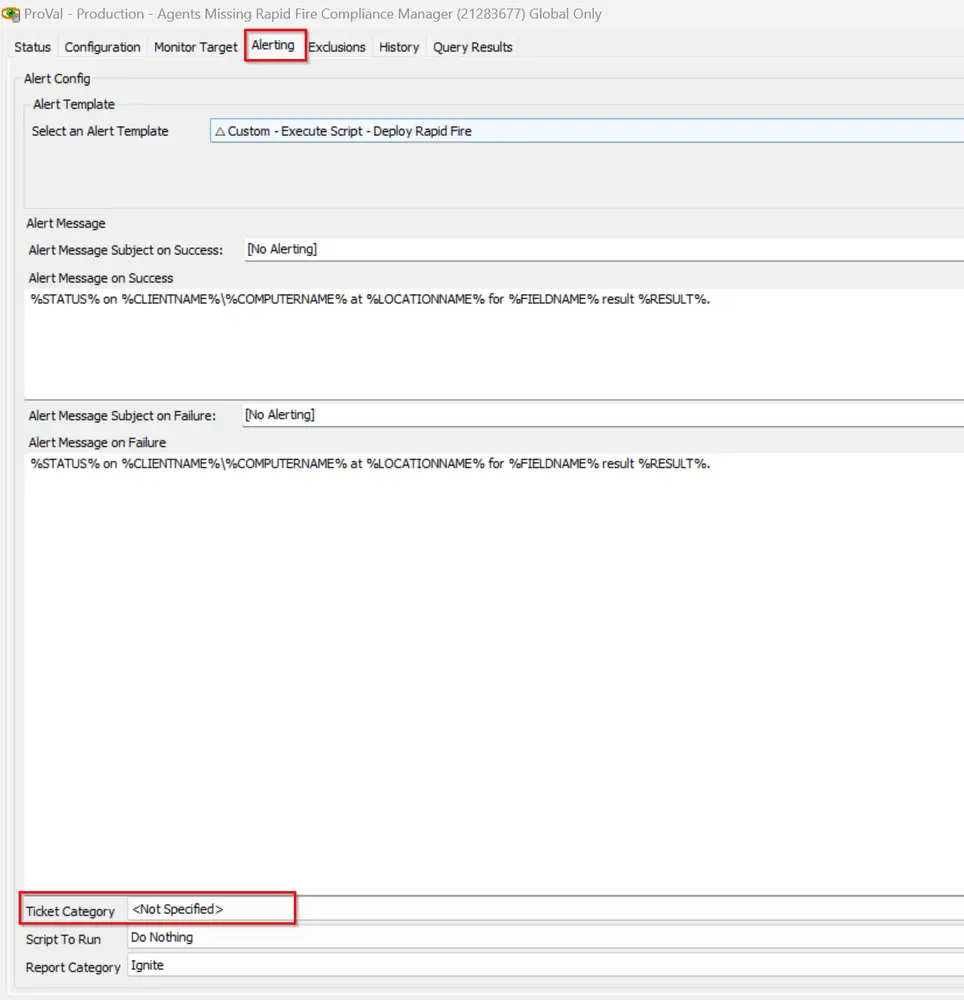 ProVal - Production - Agents Missing Rapid Fire Compliance Manager (21283677) Global Only
Status Configuration Monitor Target Alerting Exclusions History Query Results
Alert Config
Alert Template
Select an Alert Template △ Custom - Execute Script - Deploy Rapid Fire
Alert Message
Alert Message Subject on Success: [No Alerting]
Alert Message on Success
%STATUS% on %CLIENTNAME%\%COMPUTERNAME% at %LOCATIONNAME% for %FIELDNAME% result %RESULT%.
Alert Message Subject on Failure: [No Alerting]
Alert Message on Failure
%STATUS% on %CLIENTNAME%\%COMPUTERNAME% at %LOCATIONNAME% for %FIELDNAME% result %RESULT%.
Ticket Category <Not Specified>
Script To Run Do Nothing
Report Category Ignite